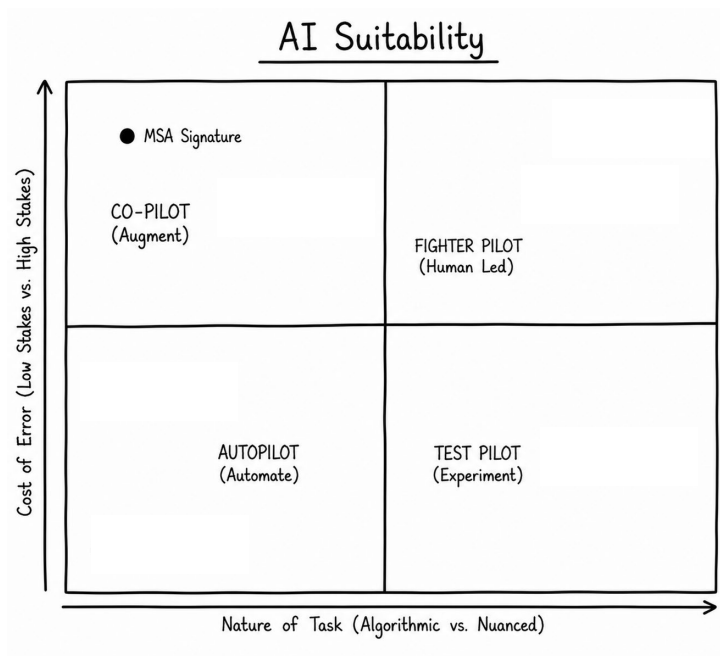 AI Suitability
MSA Signature
CO-PILOT
(Augment)
FIGHTER PILOT
(Human Led)
AUTOPILOT
(Automate)
TEST PILOT
(Experiment)
Cost of Error (Low Stakes vs. High Stakes)
Nature of Task (Algorithmic vs. Nuanced)